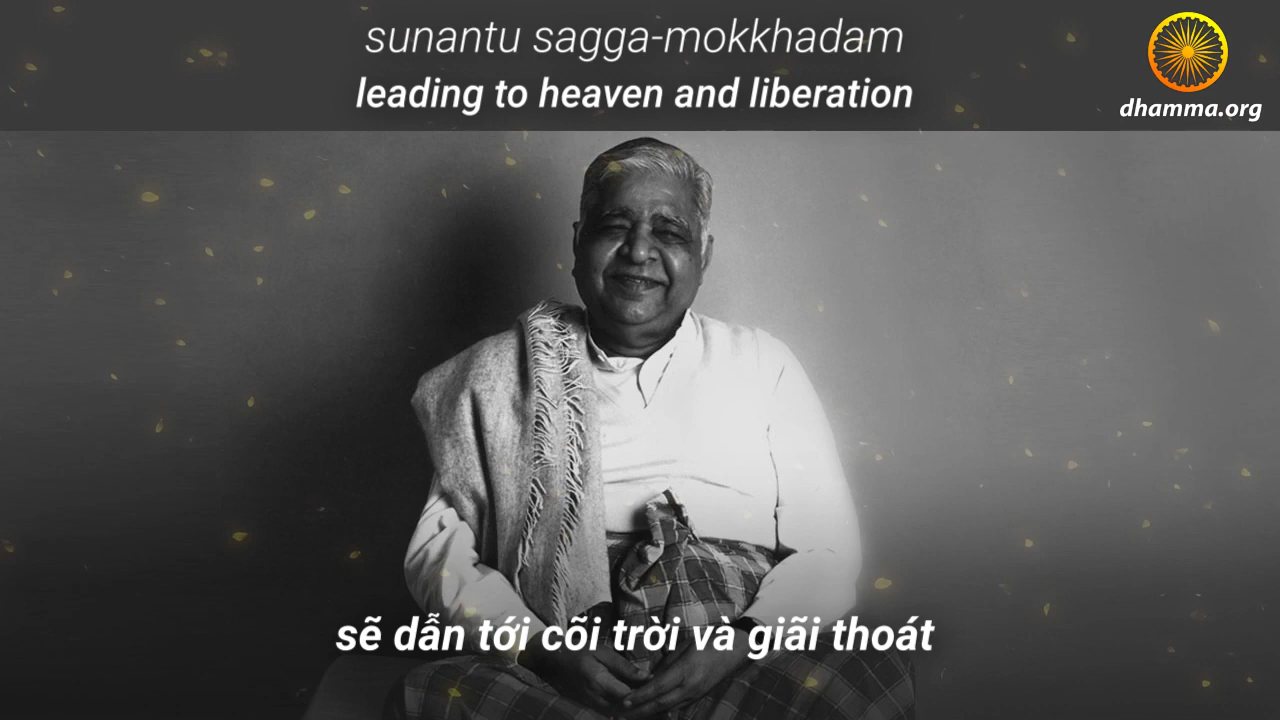 sunantu sagga-mokkhadam
leading to heaven and liberation
dhamma.org
sẽ dẫn tới cõi trời và giãi thoát